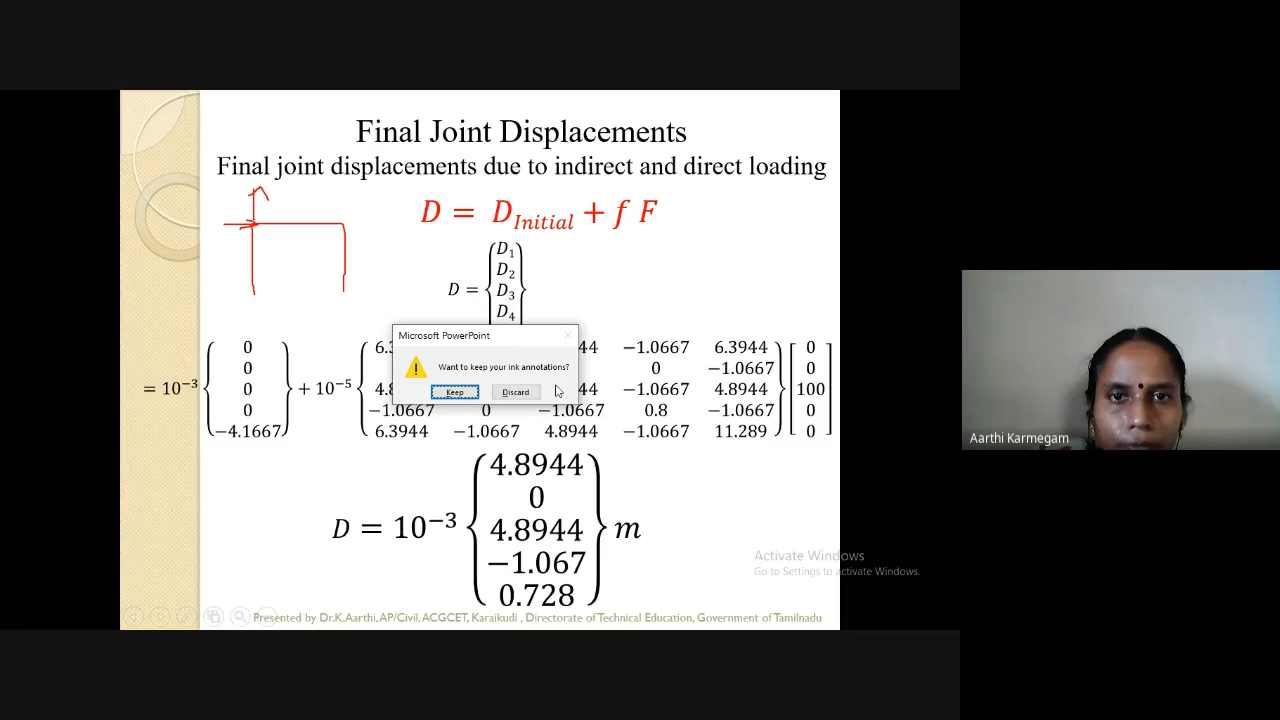 Final Joint Displacements
Final joint displacements due to indirect and direct loading
D = D_Initial + f F
D = {D₁
D₂
D₃
D₄
Microsoft PowerPoint
Want to keep your ink annotations?
Keep Discard
= 10⁻³ {0 0 0 0 −4.1667} + 10⁻⁵
44 −1.0667 6.3944 0
0 −1.0667 0
44 −1.0667 4.8944 100
−1.0667 0 −1.0667 0.8 −1.0667 0
6.3944 −1.0667 4.8944 −1.0667 11.289 0
D = 10⁻³ {4.8944
0
4.8944
−1.067
0.728} m
Aarthi Karmegam
Activate Windows
Go to Settings to activate Windows.
Presented by Dr.K.Aarthi, AP/Civil, ACGCET, Karaikudi , Directorate of Technical Education, Government of Tamilnadu